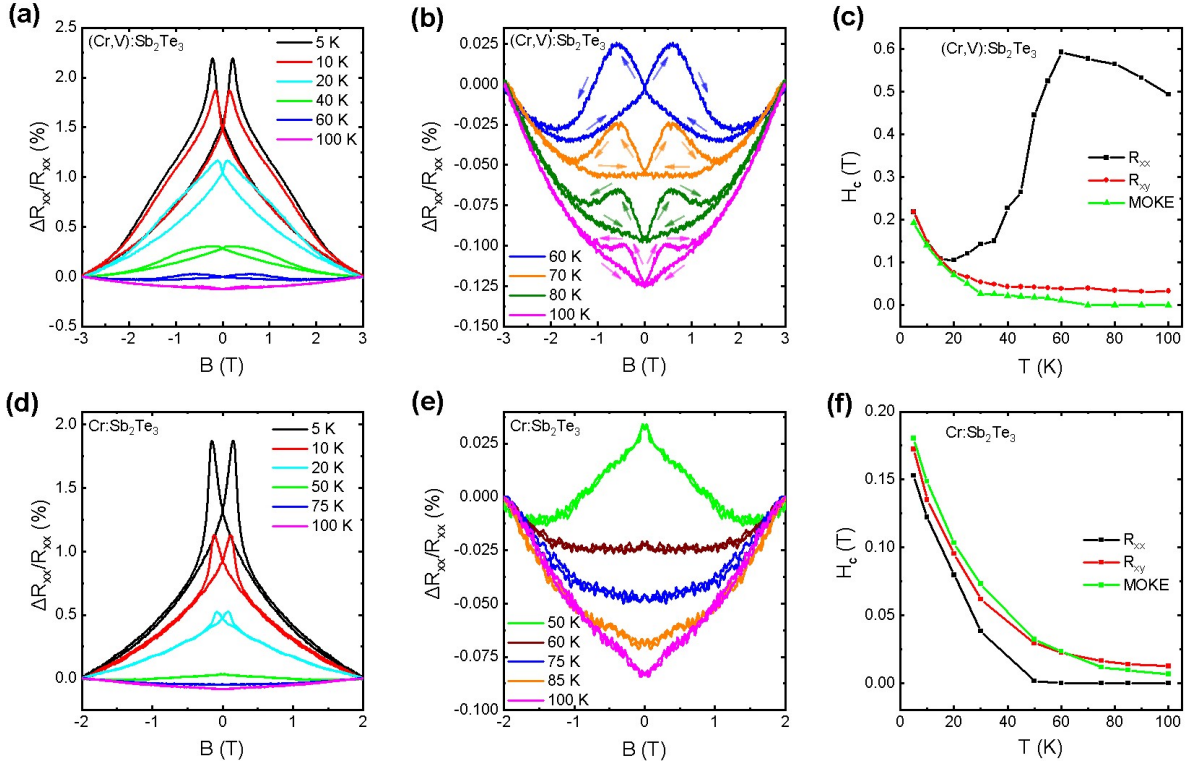 (a)
(Cr,V):Sb₂Te₃
5 K
10 K
20 K
40 K
60 K
100 K
2.5
2.0
1.5
1.0
0.5
0.0
-0.5
ΔRₓₓ/Rₓₓ (%)
-3 -2 -1 0 1 2 3
B (T)
(b)
(Cr,V):Sb₂Te₃
0.025
0.000
-0.025
-0.050
-0.075
-0.100
-0.125
-0.150
ΔRₓₓ/Rₓₓ (%)
60 K
70 K
80 K
100 K
-3 -2 -1 0 1 2 3
B (T)
(c)
(Cr,V):Sb₂Te₃
0.6
0.5
0.4
0.3
0.2
0.1
0.0
H_c (T)
R_xx
R_xy
MOKE
0 20 40 60 80 100
T (K)
(d)
Cr:Sb₂Te₃
5 K
10 K
20 K
50 K
75 K
100 K
2.0
1.5
1.0
0.5
0.0
ΔRₓₓ/Rₓₓ (%)
-2 -1 0 1 2
B (T)
(e)
Cr:Sb₂Te₃
0.025
0.000
-0.025
-0.050
-0.075
-0.100
ΔRₓₓ/Rₓₓ (%)
50 K
60 K
75 K
85 K
100 K
-2 -1 0 1 2
B (T)
(f)
Cr:Sb₂Te₃
0.20
0.15
0.10
0.05
0.00
H_c (T)
R_xx
R_xy
MOKE
0 20 40 60 80 100
T (K)